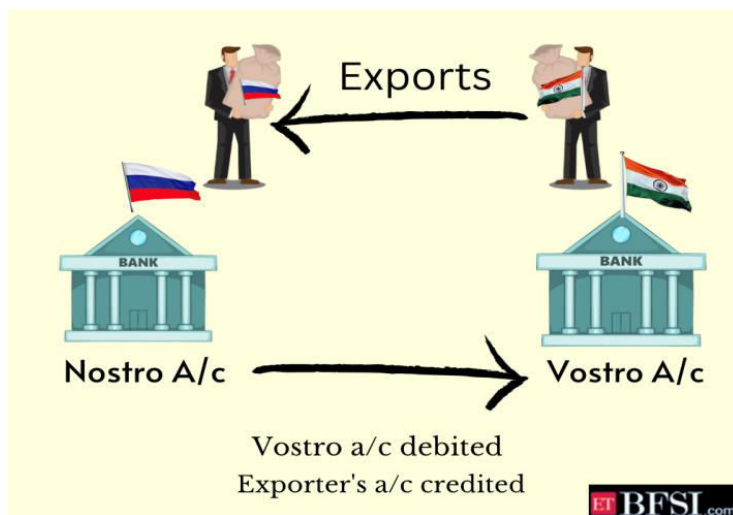 Exports
BANK
BANK
Nostro A/c
Vostro A/c
Vostro a/c debited
Exporter's a/c credited
ET BFSI.com